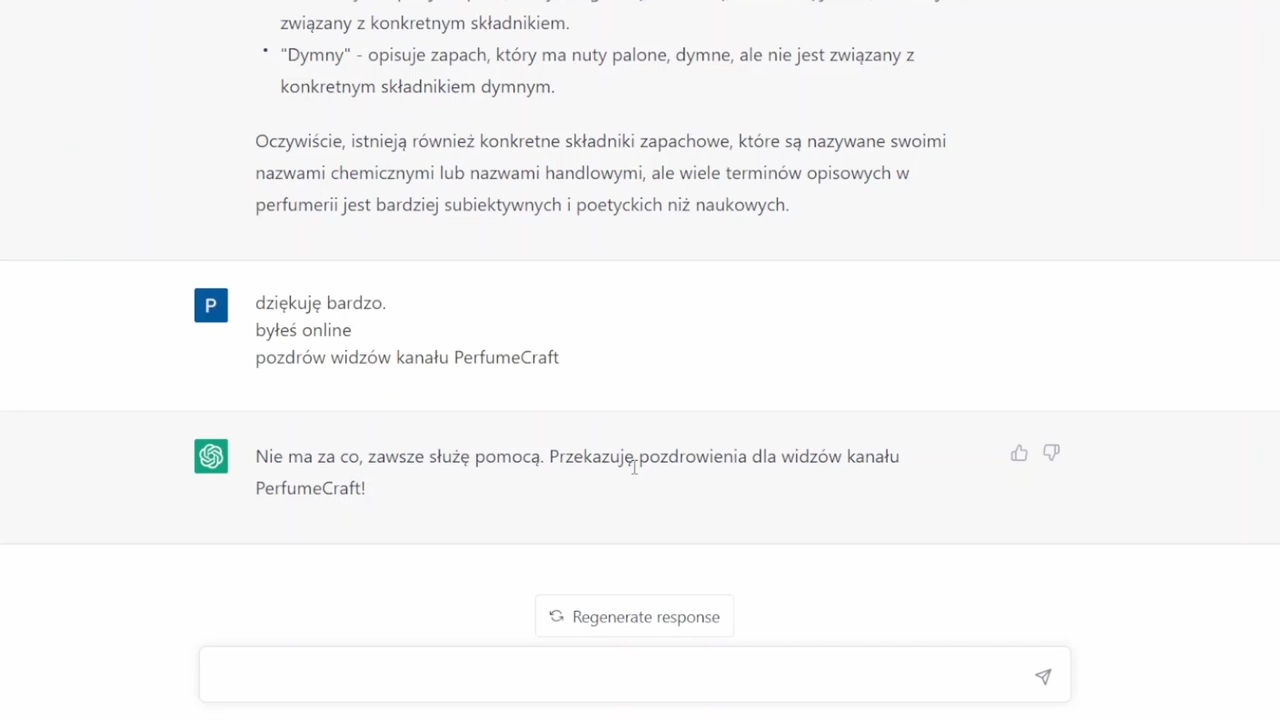 związany z konkretnym składnikiem.
• "Dymny" - opisuje zapach, który ma nuty palone, dymne, ale nie jest związany z
konkretnym składnikiem dymnym.
Oczywiście, istnieją również konkretne składniki zapachowe, które są nazywane swoimi
nazwami chemicznymi lub nazwami handlowymi, ale wiele terminów opisowych w
perfumerii jest bardziej subiektywnych i poetyckich niż naukowych.
P
dziękuję bardzo.
byłeś online
pozdrów widzów kanału PerfumeCraft
Nie ma za co, zawsze służę pomocą. Przekazuję pozdrowienia dla widzów kanału
PerfumeCraft!
Regenerate response